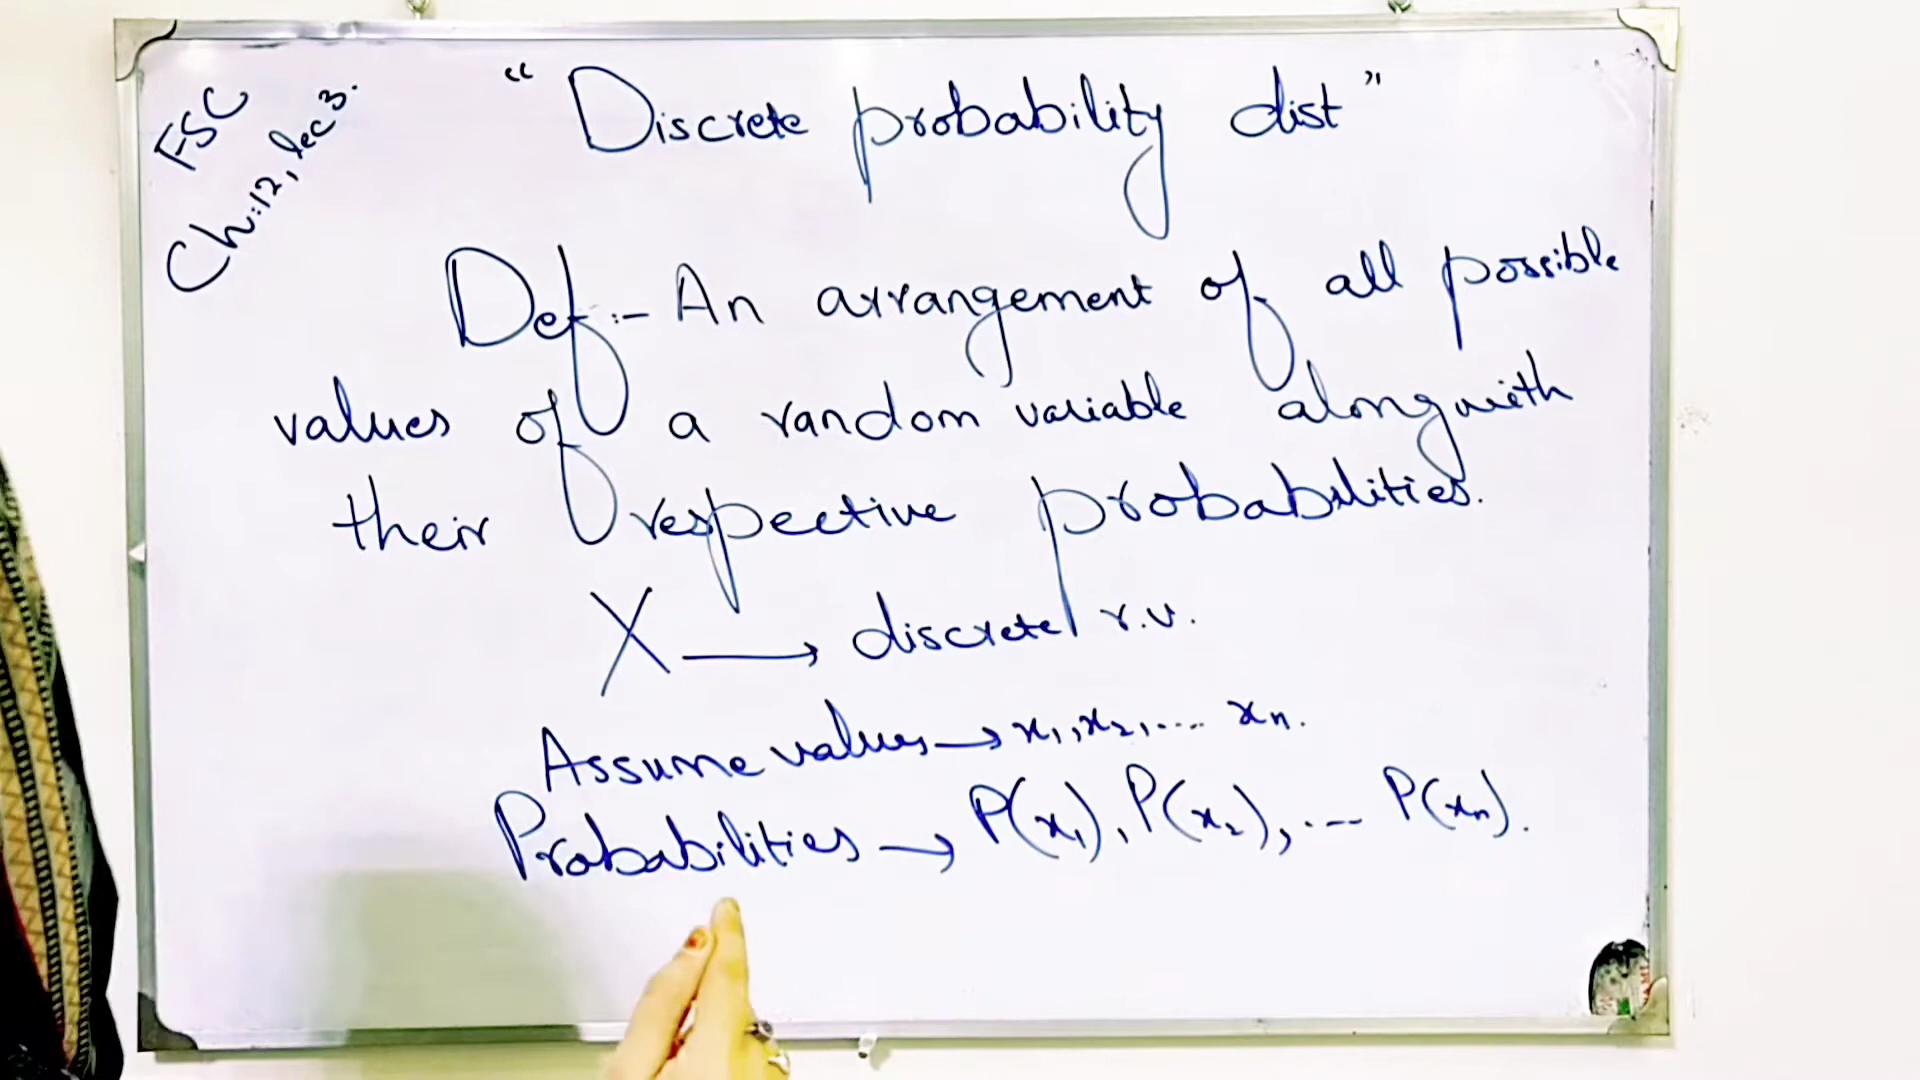 FSC
Ch:12, lec 3.
“Discrete probability dist”
Def:- An arrangement of all possible
values of a random variable alongwith
their respective probabilities.
X → discrete r.v.
Assume values → x₁, x₂, .... xₙ.
Probabilities → P(x₁), P(x₂), .... P(xₙ).